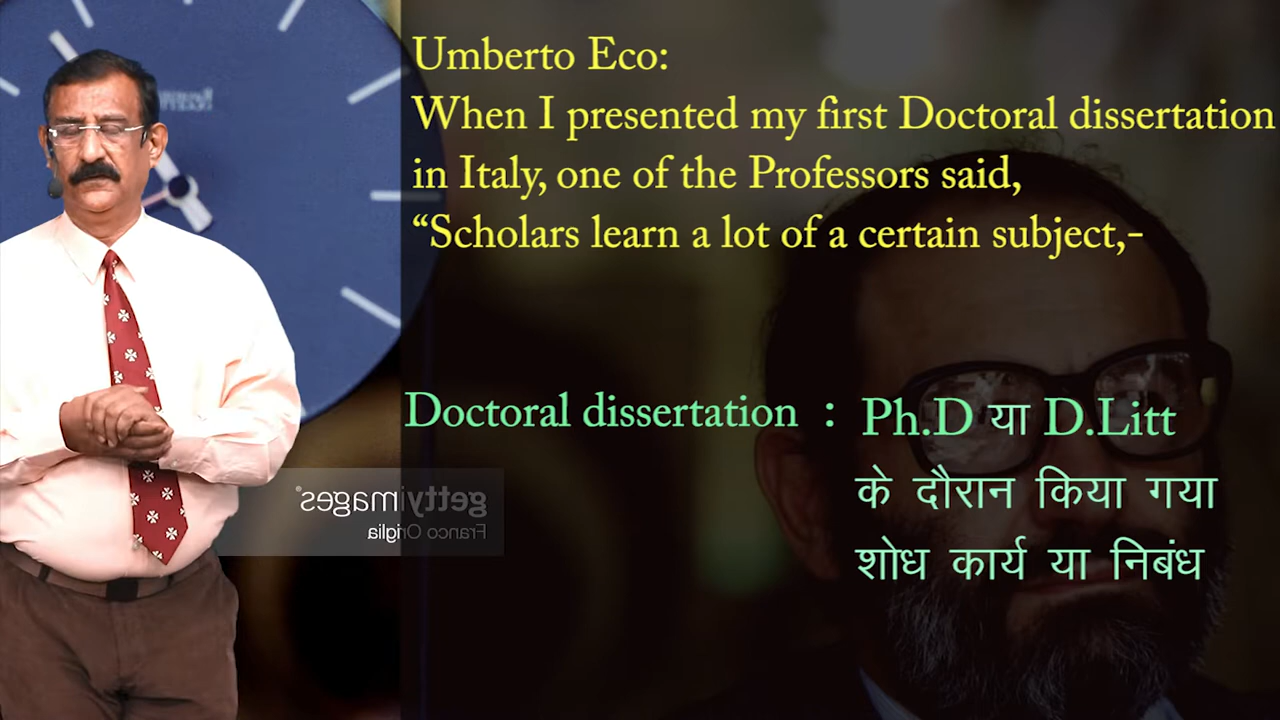 Umberto Eco:
When I presented my first Doctoral dissertation
in Italy, one of the Professors said,
“Scholars learn a lot of a certain subject,-
Doctoral dissertation : Ph.D या D.Litt
के दौरान किया गया
शोध कार्य या निबंध
gettyimages®
Franco Origlia